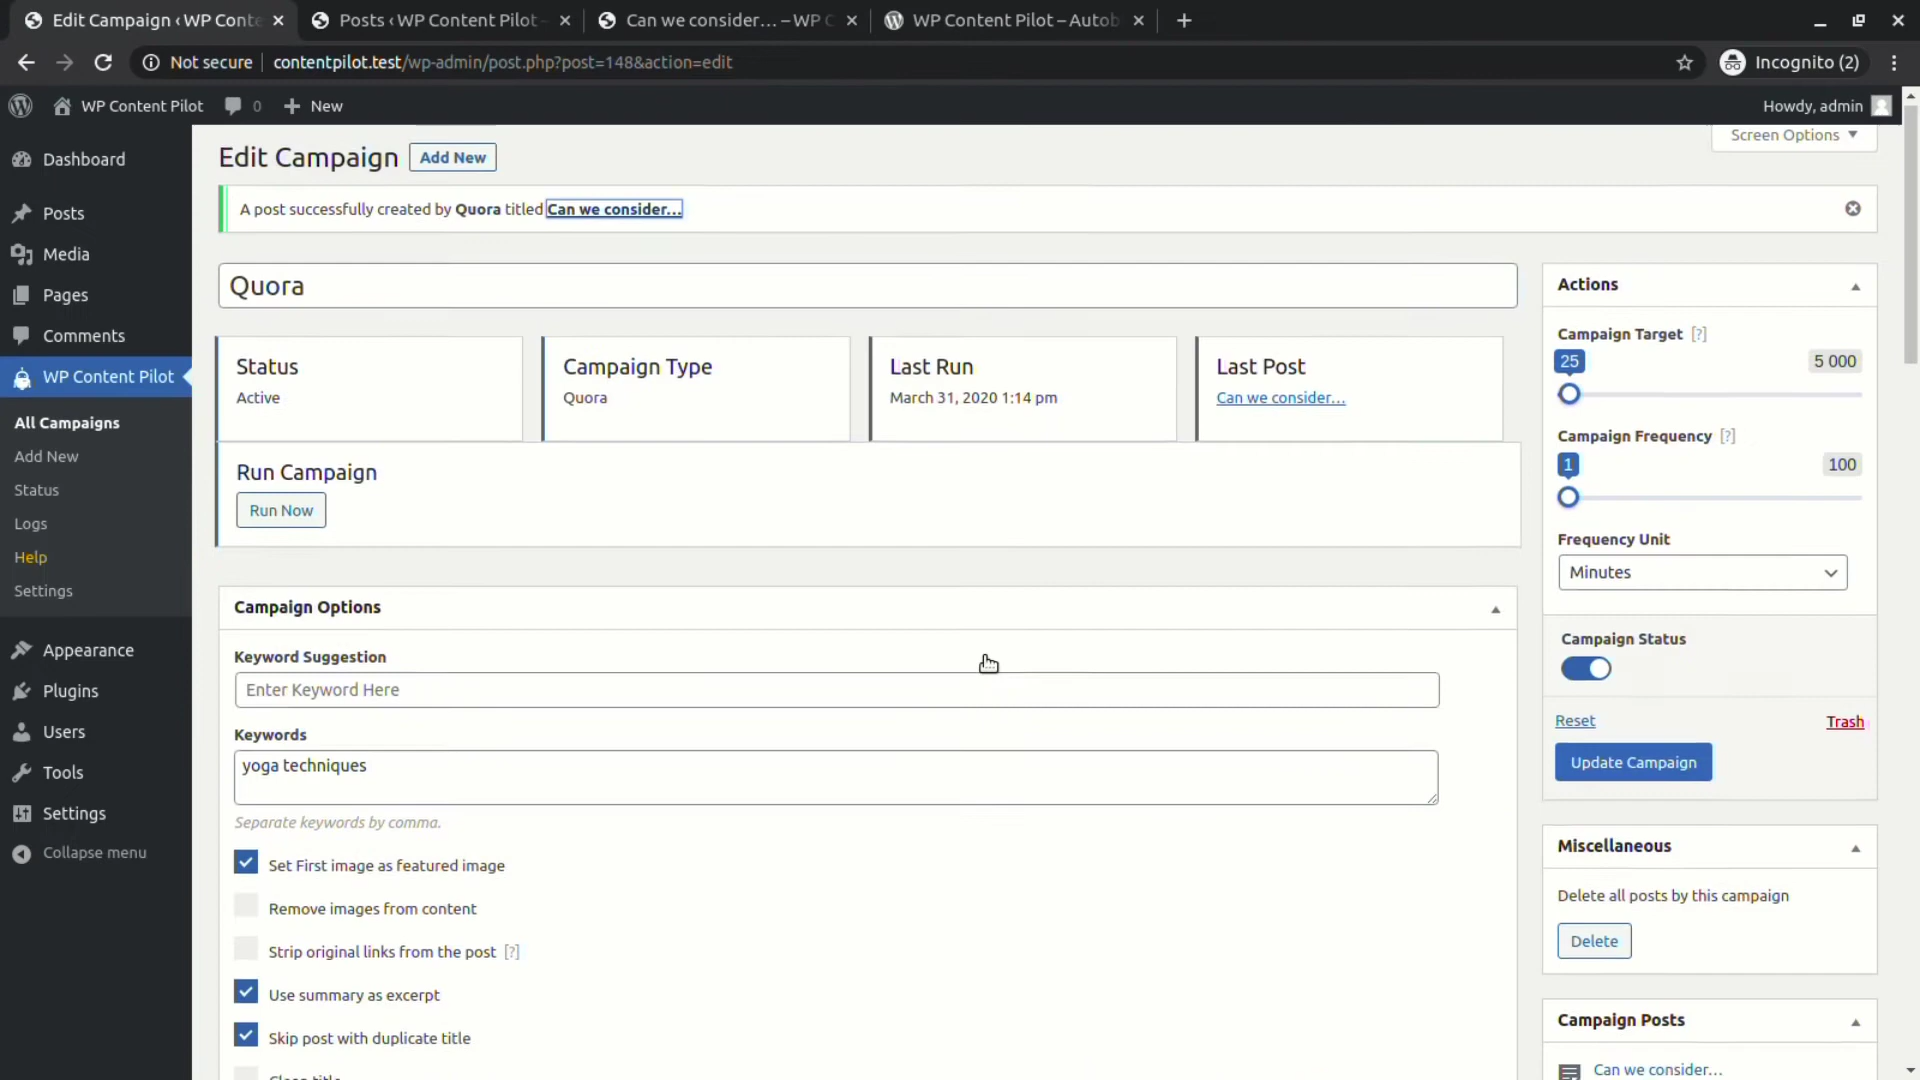 Edit Campaign ‹ WP Conte
Posts ‹ WP Content Pilot –
Can we consider… – WP C
WP Content Pilot – Autob
Not secure
contentpilot.test/wp-admin/post.php?post=148&action=edit
Incognito (2)
WP Content Pilot
0
New
Howdy, admin
Dashboard
Posts
Media
Pages
Comments
WP Content Pilot
All Campaigns
Add New
Status
Logs
Help
Settings
Appearance
Plugins
Users
Tools
Settings
Collapse menu
Screen Options
Edit Campaign
Add New
A post successfully created by Quora titled Can we consider…
Quora
Status
Active
Campaign Type
Quora
Last Run
March 31, 2020 1:14 pm
Last Post
Can we consider…
Run Campaign
Run Now
Campaign Options
Keyword Suggestion
Enter Keyword Here
Keywords
yoga techniques
Separate keywords by comma.
Set First image as featured image
Remove images from content
Strip original links from the post [?]
Use summary as excerpt
Skip post with duplicate title
Actions
Campaign Target [?]
25
5 000
Campaign Frequency [?]
1
100
Frequency Unit
Minutes
Campaign Status
Reset
Trash
Update Campaign
Miscellaneous
Delete all posts by this campaign
Delete
Campaign Posts
Can we consider…